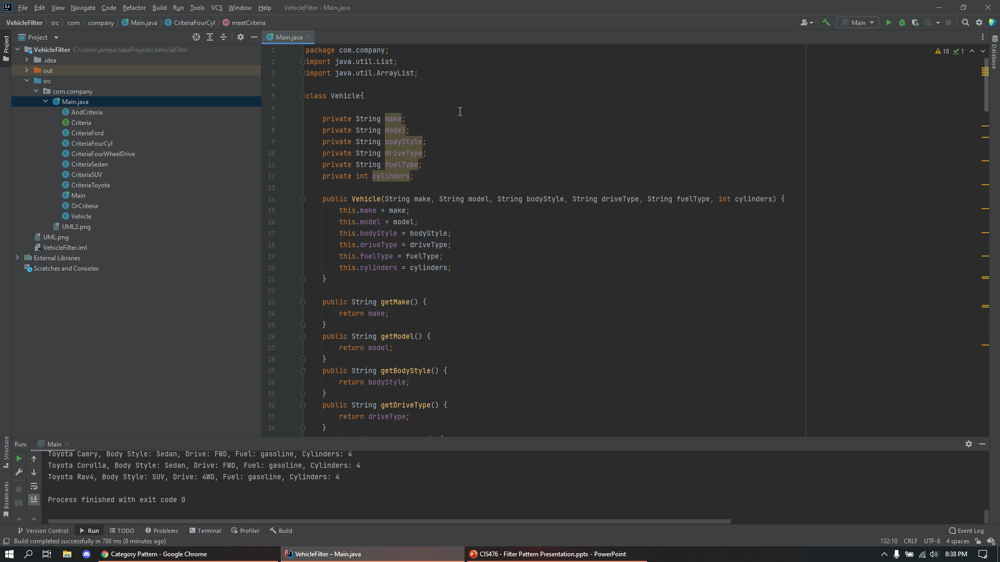 File Edit View Navigate Code Refactor Build Run Tools VCS Window Help VehicleFilter - Main.java
VehicleFilter src com company Main.java CriteriaFourCyl meetCriteria Main
Project
Project
Main.java
Database
VehicleFilter C:\Users\jampa\IdeaProjects\VehicleFilter
.idea
out
src
com.company
Main.java
AndCriteria
Criteria
CriteriaFord
CriteriaFourCyl
CriteriaFourWheelDrive
CriteriaSedan
CriteriaSUV
CriteriaToyota
Main
OrCriteria
Vehicle
UML2.png
UML.png
VehicleFilter.iml
External Libraries
Scratches and Consoles
18 1
1 package com.company;
2 import java.util.List;
3 import java.util.ArrayList;
4
5 class Vehicle{
6
7 private String make;
8 private String model;
9 private String bodyStyle;
10 private String driveType;
11 private String fuelType;
12 private int cylinders;
13
14 public Vehicle(String make, String model, String bodyStyle, String driveType, String fuelType, int cylinders) {
15 this.make = make;
16 this.model = model;
17 this.bodyStyle = bodyStyle;
18 this.driveType = driveType;
19 this.fuelType = fuelType;
20 this.cylinders = cylinders;
21 }
22
23 public String getMake() {
24 return make;
25 }
26 public String getModel() {
27 return model;
28 }
29 public String getBodyStyle() {
30 return bodyStyle;
31 }
32 public String getDriveType() {
33 return driveType;
34 }
Structure
Bookmarks
Run: Main
Toyota Camry, Body Style: Sedan, Drive: FWD, Fuel: gasoline, Cylinders: 4
Toyota Corolla, Body Style: Sedan, Drive: FWD, Fuel: gasoline, Cylinders: 4
Toyota Rav4, Body Style: SUV, Drive: 4WD, Fuel: gasoline, Cylinders: 4
Process finished with exit code 0
Version Control Run TODO Problems Terminal Profiler Build Event Log
Build completed successfully in 788 ms (8 minutes ago) 132:10 CRLF UTF-8 4 spaces
Category Pattern - Google Chrome VehicleFilter – Main.java CIS476 - Filter Pattern Presentation.pptx - PowerPoint 8:38 PM